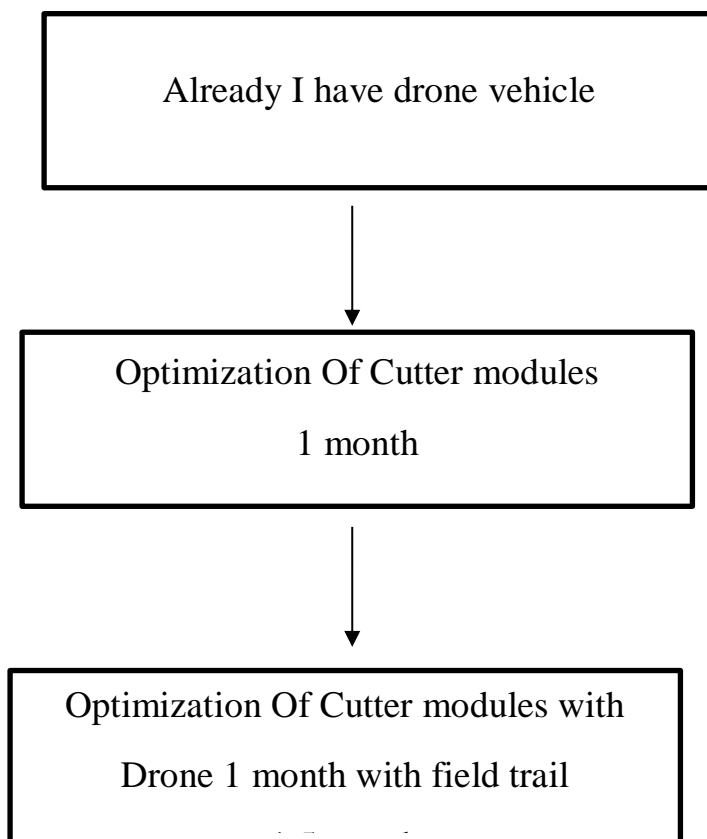 Already I have drone vehicle
Optimization Of Cutter modules
1 month
Optimization Of Cutter modules with
Drone 1 month with field trail